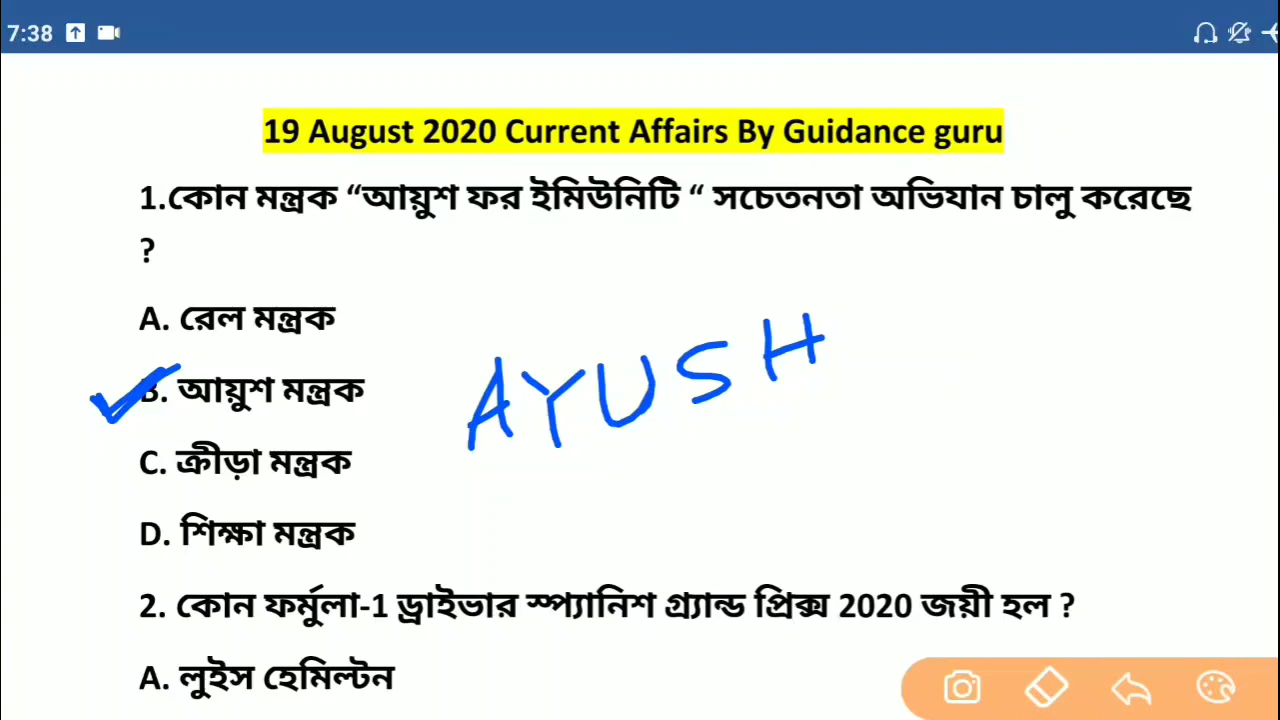 7:38
19 August 2020 Current Affairs By Guidance guru
1.কোন মন্ত্রক “আয়ুশ ফর ইমিউনিটি “ সচেতনতা অভিযান চালু করেছে
?
A. রেল মন্ত্রক
B. আয়ুশ মন্ত্রক
AYUSH
C. ক্রীড়া মন্ত্রক
D. শিক্ষা মন্ত্রক
2. কোন ফর্মুলা-1 ড্রাইভার স্প্যানিশ গ্র্যান্ড প্রিক্স 2020 জয়ী হল ?
A. লুইস হেমিল্টন